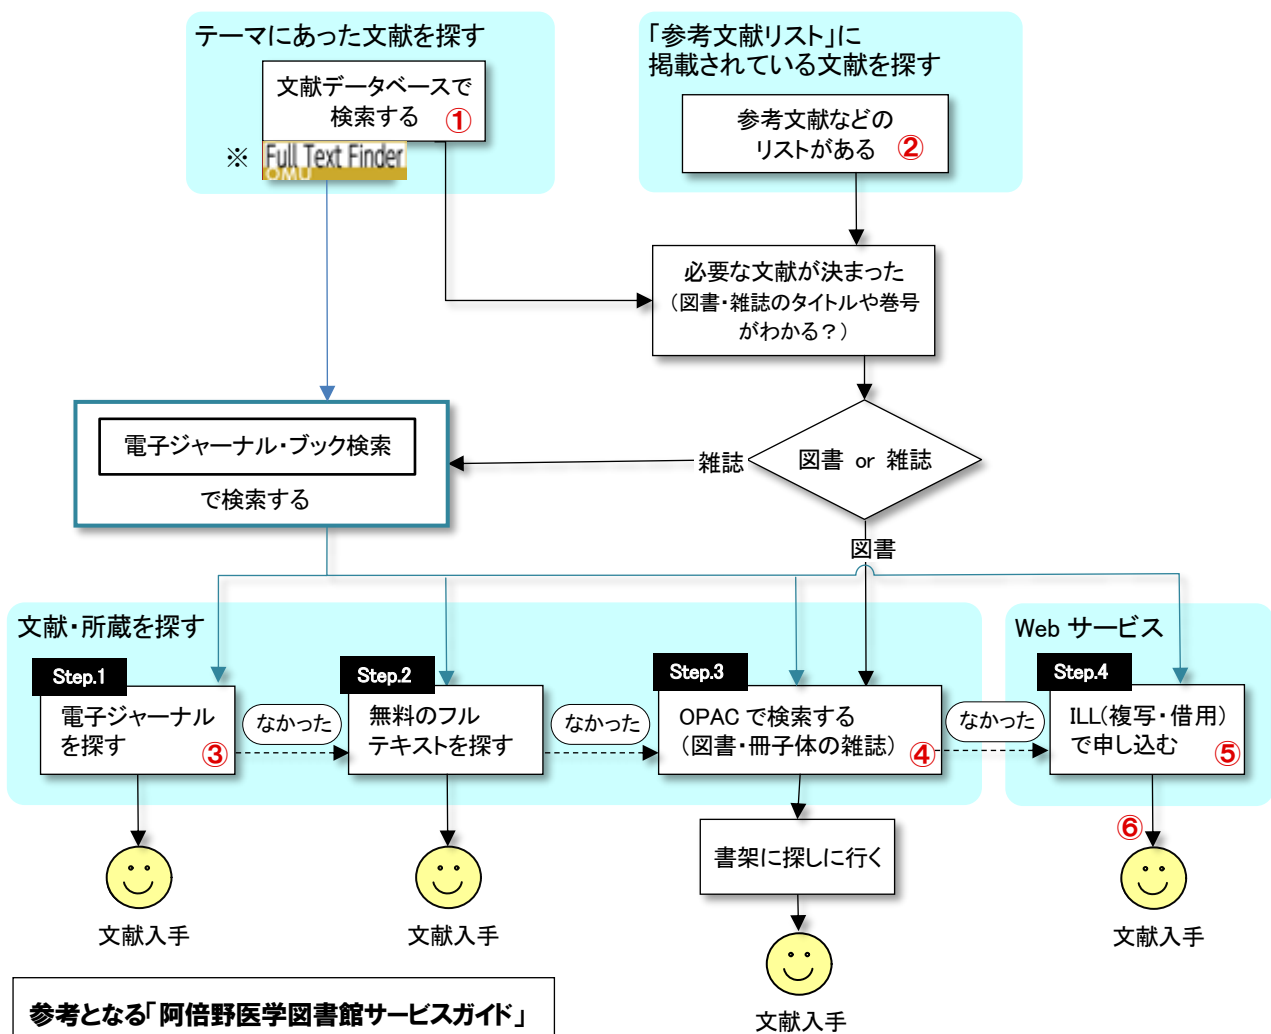 テーマにあった文献を探す
文献データベースで
検索する ①
※ Full Text Finder
OMU
「参考文献リスト」に
掲載されている文献を探す
参考文献などの
リストがある ②
必要な文献が決まった
（図書・雑誌のタイトルや巻号
がわかる？）
電子ジャーナル・ブック検索
で検索する
雑誌
図書 or 雑誌
図書
文献・所蔵を探す
Step.1
電子ジャーナル
を探す ③
なかった
Step.2
無料のフル
テキストを探す
なかった
Step.3
OPAC で検索する
（図書・冊子体の雑誌） ④
なかった
Web サービス
Step.4
ILL(複写・借用)
で申し込む ⑤
文献入手
文献入手
書架に探しに行く
文献入手
⑥
文献入手
参考となる「阿倍野医学図書館サービスガイド」